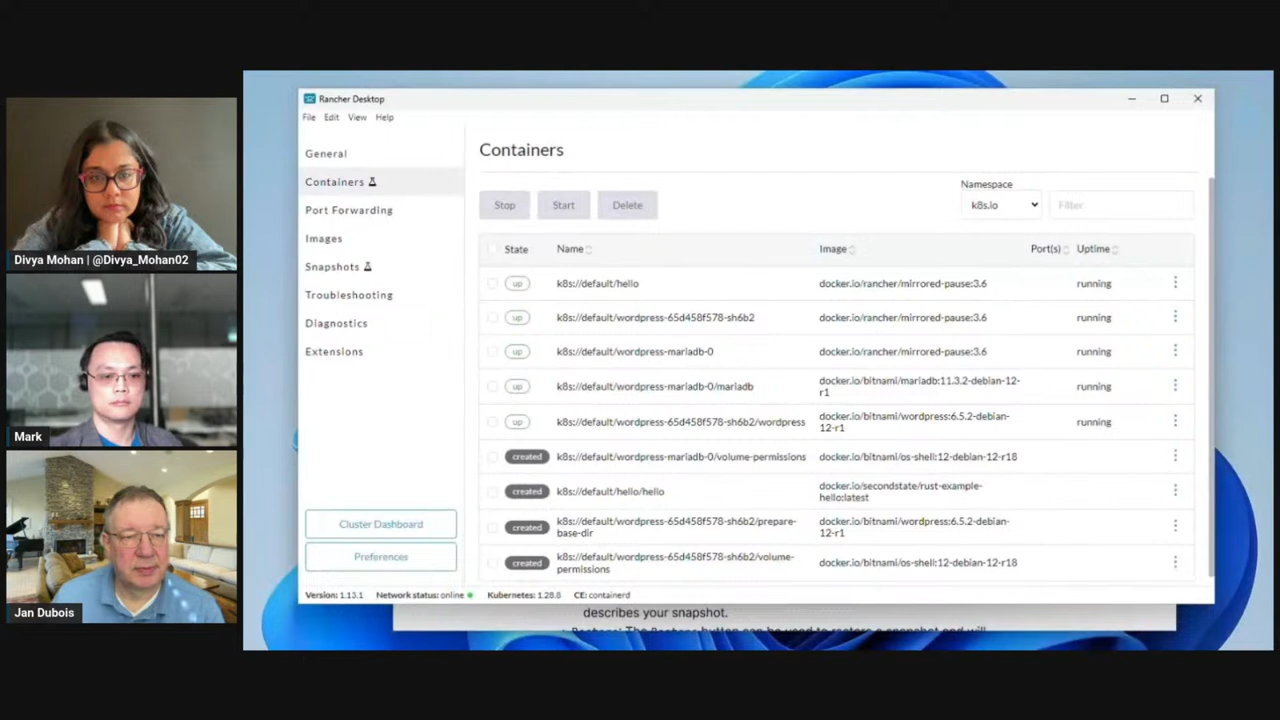 Divya Mohan | @Divya_Mohan02
Mark
Jan Dubois
Rancher Desktop
File Edit View Help
General
Containers
Port Forwarding
Images
Snapshots
Troubleshooting
Diagnostics
Extensions
Cluster Dashboard
Preferences
Containers
Namespace
Stop Start Delete k8s.io Filter
State Name Image Port(s) Uptime
up k8s://default/hello docker.io/rancher/mirrored-pause:3.6 running
up k8s://default/wordpress-65d458f578-sh6b2 docker.io/rancher/mirrored-pause:3.6 running
up k8s://default/wordpress-mariadb-0 docker.io/rancher/mirrored-pause:3.6 running
up k8s://default/wordpress-mariadb-0/mariadb docker.io/bitnami/mariadb:11.3.2-debian-12-
r1 running
up k8s://default/wordpress-65d458f578-sh6b2/wordpress docker.io/bitnami/wordpress:6.5.2-debian-
12-r1 running
created k8s://default/wordpress-mariadb-0/volume-permissions docker.io/bitnami/os-shell:12-debian-12-r18
created k8s://default/hello/hello docker.io/secondstate/rust-example-
hello:latest
created k8s://default/wordpress-65d458f578-sh6b2/prepare-
base-dir docker.io/bitnami/wordpress:6.5.2-debian-
12-r1
created k8s://default/wordpress-65d458f578-sh6b2/volume-
permissions docker.io/bitnami/os-shell:12-debian-12-r18
Version: 1.13.1 Network status: online Kubernetes: 1.28.8 CE: containerd
describes your snapshot.